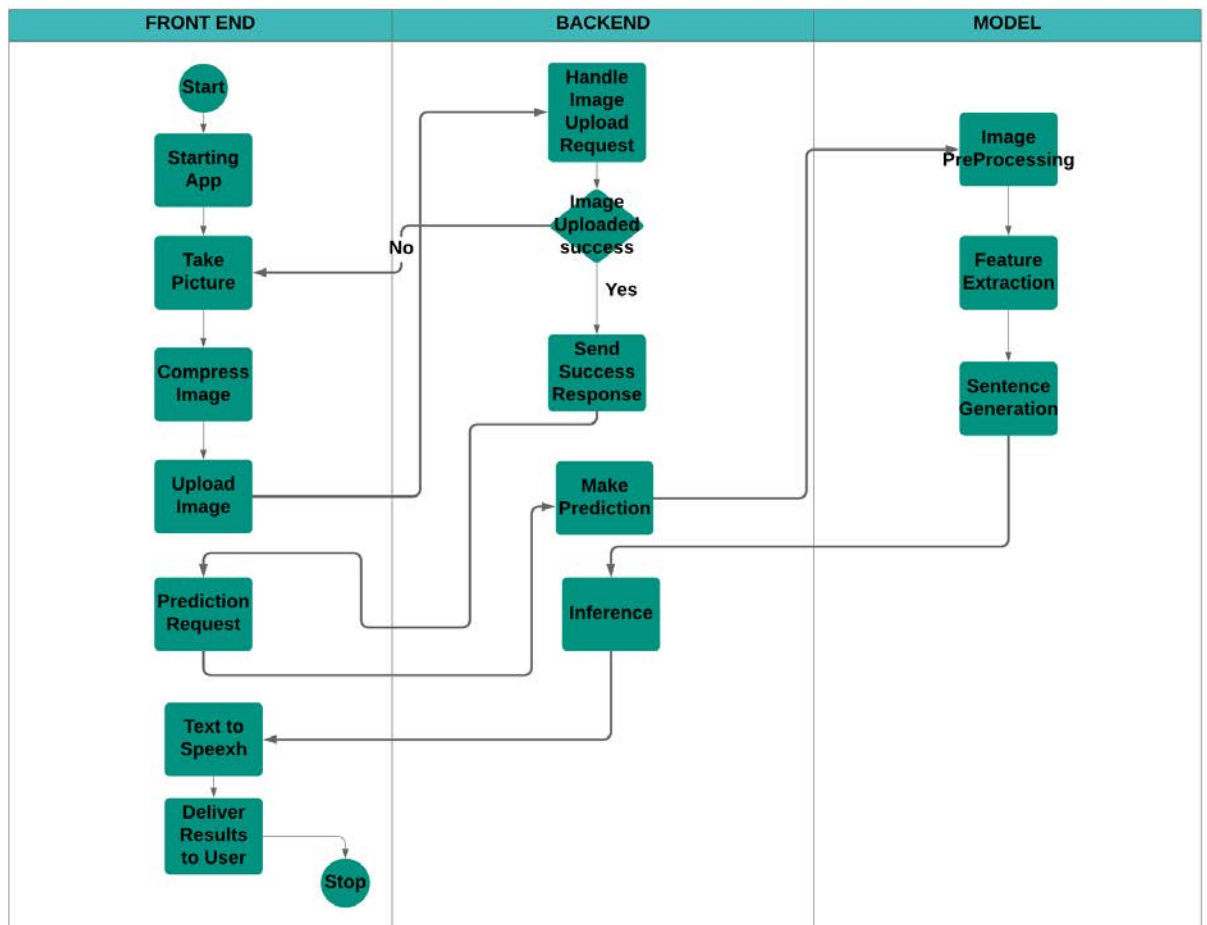 FRONT END
BACKEND
MODEL
Start
Starting
App
Take
Picture
Compress
Image
Upload
Image
Prediction
Request
Text to
Speexh
Deliver
Results
to User
Stop
Handle
Image
Upload
Request
Image
Uploaded
success
No
Yes
Send
Success
Response
Make
Prediction
Inference
Image
PreProcessing
Feature
Extraction
Sentence
Generation